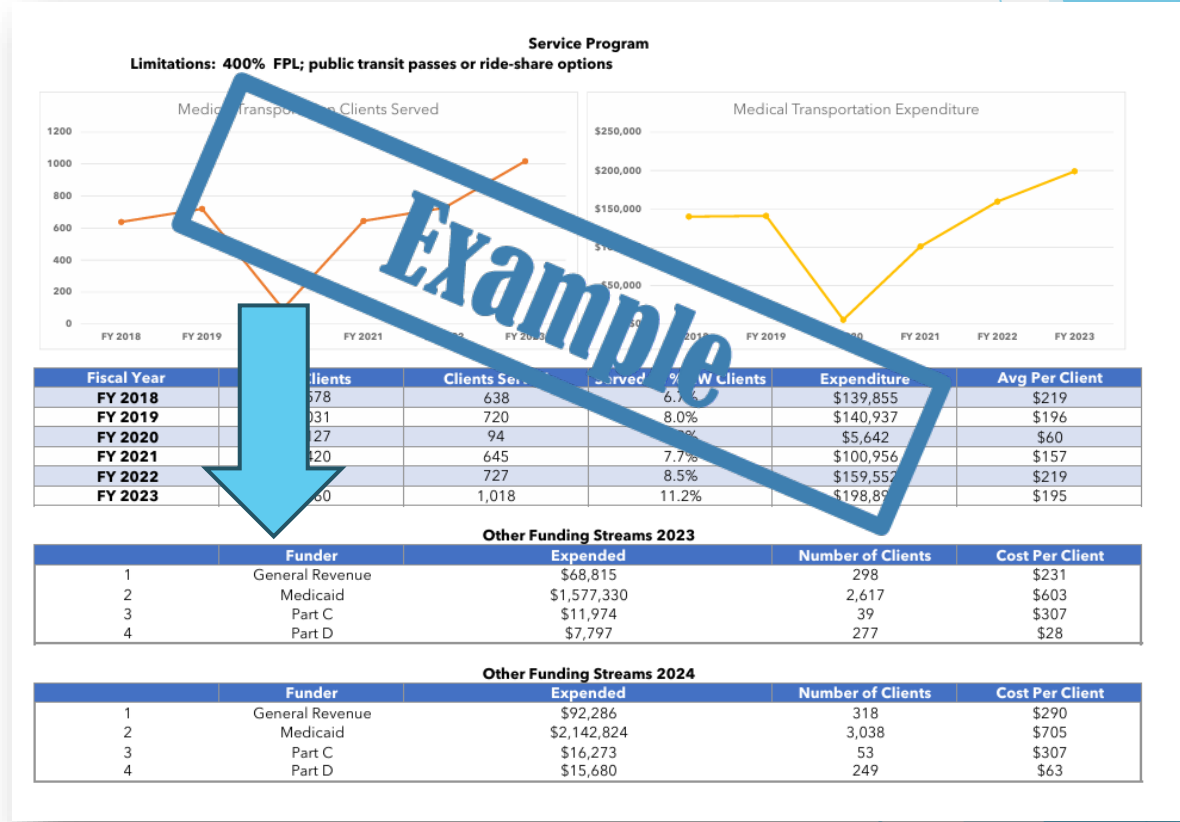 Service Program
Limitations: 400% FPL; public transit passes or ride-share options
Clients Served
Medical Transportation Expenditure
1200
1000
800
600
400
200
0
FY 2018 FY 2019 FY 2021
$250,000
$200,000
$150,000
FY 2019 FY 2021 FY 2022 FY 2023
Example
Fiscal Year Clients Expenditure Avg Per Client
FY 2018 638 $139,855 $219
FY 2019 720 8.0% $140,937 $196
FY 2020 94 $5,642 $60
FY 2021 645 7.7% $100,956 $157
FY 2022 727 8.5% $159,552 $219
FY 2023 1,018 11.2% $195
Other Funding Streams 2023
Funder Expended Number of Clients Cost Per Client
1 General Revenue $68,815 298 $231
2 Medicaid $1,577,330 2,617 $603
3 Part C $11,974 39 $307
4 Part D $7,797 277 $28
Other Funding Streams 2024
Funder Expended Number of Clients Cost Per Client
1 General Revenue $92,286 318 $290
2 Medicaid $2,142,824 3,038 $705
3 Part C $16,273 53 $307
4 Part D $15,680 249 $63